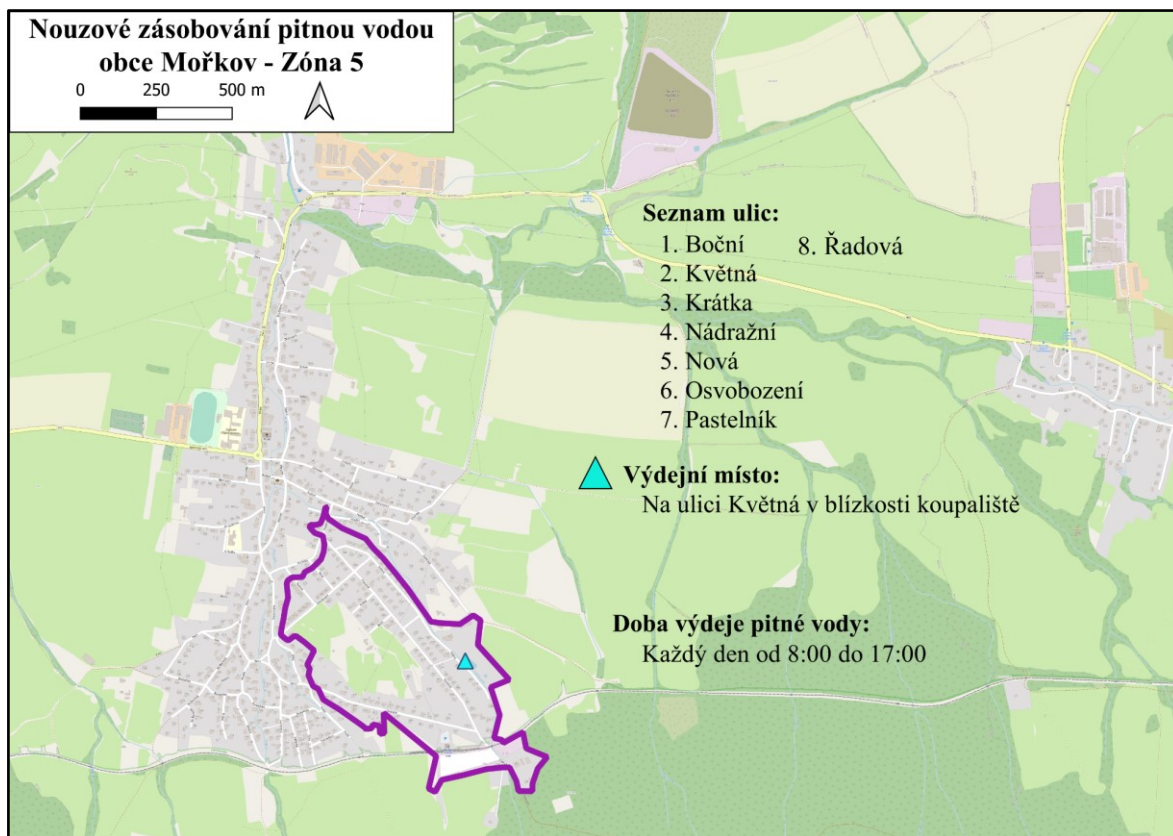 Nouzové zásobování pitnou vodou
obce Mořkov - Zóna 5
0 250 500 m
Seznam ulic:
1. Boční
2. Květná
3. Krátka
4. Nádražní
5. Nová
6. Osvobození
7. Pastelník
8. Řadová
Výdejní místo:
Na ulici Květná v blízkosti koupaliště
Doba výdeje pitné vody:
Každý den od 8:00 do 17:00